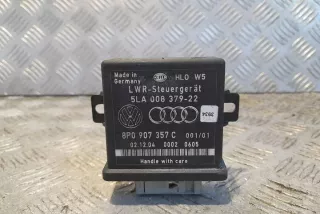 Made in Germany HLO W5
LWR-Steuergerät
5LA 008 379-22
8P0 907 357 C 001/01
02.12.04 0002 0605
Handle with care